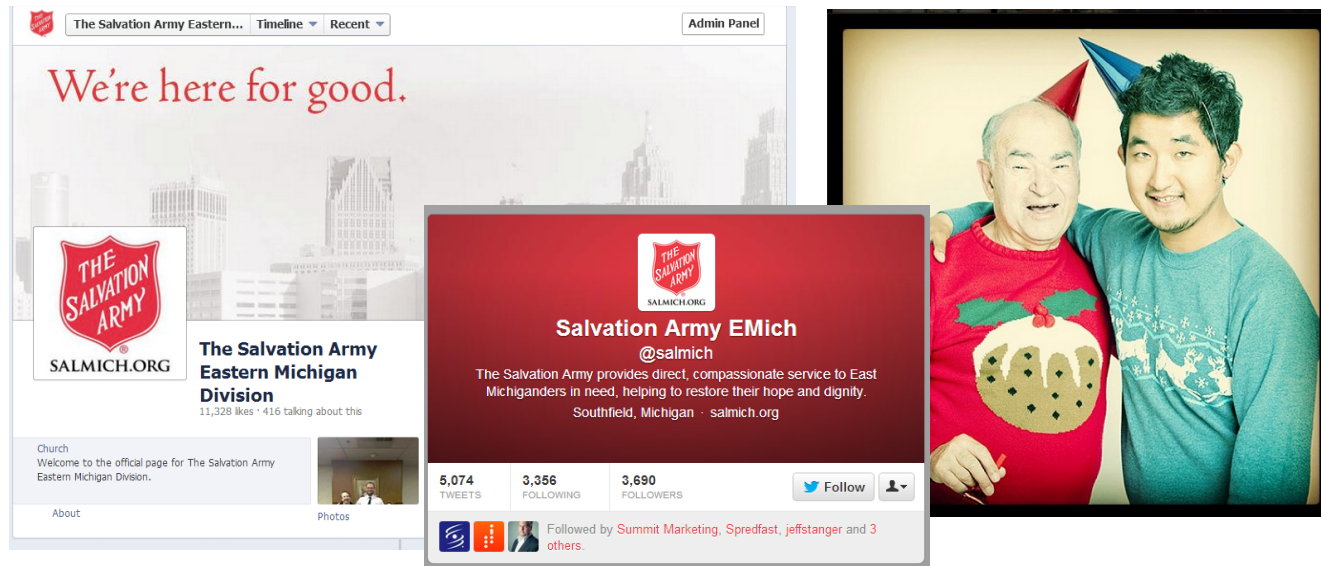 The Salvation Army Eastern...
Timeline
Recent
Admin Panel
We're here for good.
THE
SALVATION
ARMY
SALMICH.ORG
The Salvation Army
Eastern Michigan
Division
11,328 likes · 416 talking about this
Church
Welcome to the official page for The Salvation Army
Eastern Michigan Division.
About
Photos
THE
SALVATION
ARMY
SALMICH.ORG
Salvation Army EMich
@salmich
The Salvation Army provides direct, compassionate service to East
Michiganders in need, helping to restore their hope and dignity.
Southfield, Michigan · salmich.org
5,074
TWEETS
3,356
FOLLOWING
3,690
FOLLOWERS
Follow
Followed by Summit Marketing, Spredfast, jeffstanger and 3
others.